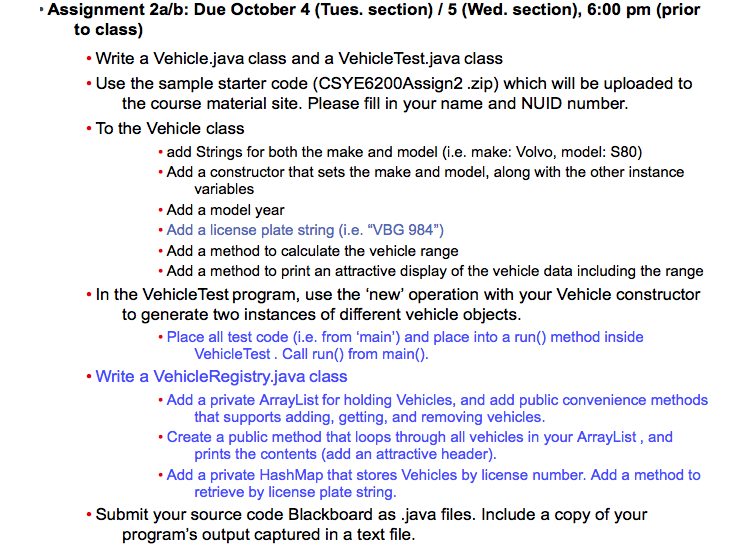 • Assignment 2a/b: Due October 4 (Tues. section) / 5 (Wed. section), 6:00 pm (prior
to class)
• Write a Vehicle.java class and a VehicleTest.java class
• Use the sample starter code (CSYE6200Assign2 .zip) which will be uploaded to
the course material site. Please fill in your name and NUID number.
• To the Vehicle class
• add Strings for both the make and model (i.e. make: Volvo, model: S80)
• Add a constructor that sets the make and model, along with the other instance
variables
• Add a model year
• Add a license plate string (i.e. “VBG 984”)
• Add a method to calculate the vehicle range
• Add a method to print an attractive display of the vehicle data including the range
• In the VehicleTest program, use the ‘new’ operation with your Vehicle constructor
to generate two instances of different vehicle objects.
• Place all test code (i.e. from ‘main’) and place into a run() method inside
VehicleTest . Call run() from main().
• Write a VehicleRegistry.java class
• Add a private ArrayList for holding Vehicles, and add public convenience methods
that supports adding, getting, and removing vehicles.
• Create a public method that loops through all vehicles in your ArrayList , and
prints the contents (add an attractive header).
• Add a private HashMap that stores Vehicles by license number. Add a method to
retrieve by license plate string.
• Submit your source code Blackboard as .java files. Include a copy of your
program’s output captured in a text file.